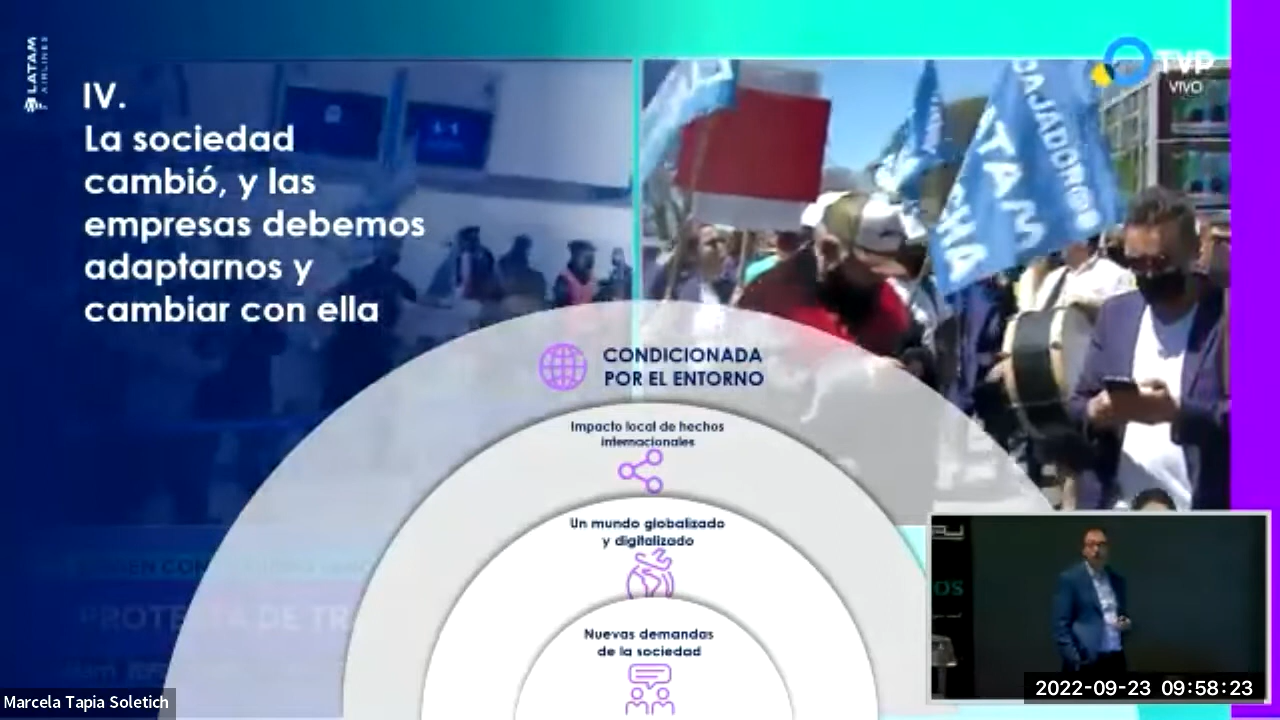 LATAM
AIRLINES
IV.
La sociedad
cambió, y las
empresas debemos
adaptarnos y
cambiar con ella
TVP
VIVO
CONDICIONADA
POR EL ENTORNO
Impacto local de hechos
internacionales
Un mundo globalizado
y digitalizado
Nuevas demandas
de la sociedad
OS
Marcela Tapia Soletich
2022-09-23 09:58:23